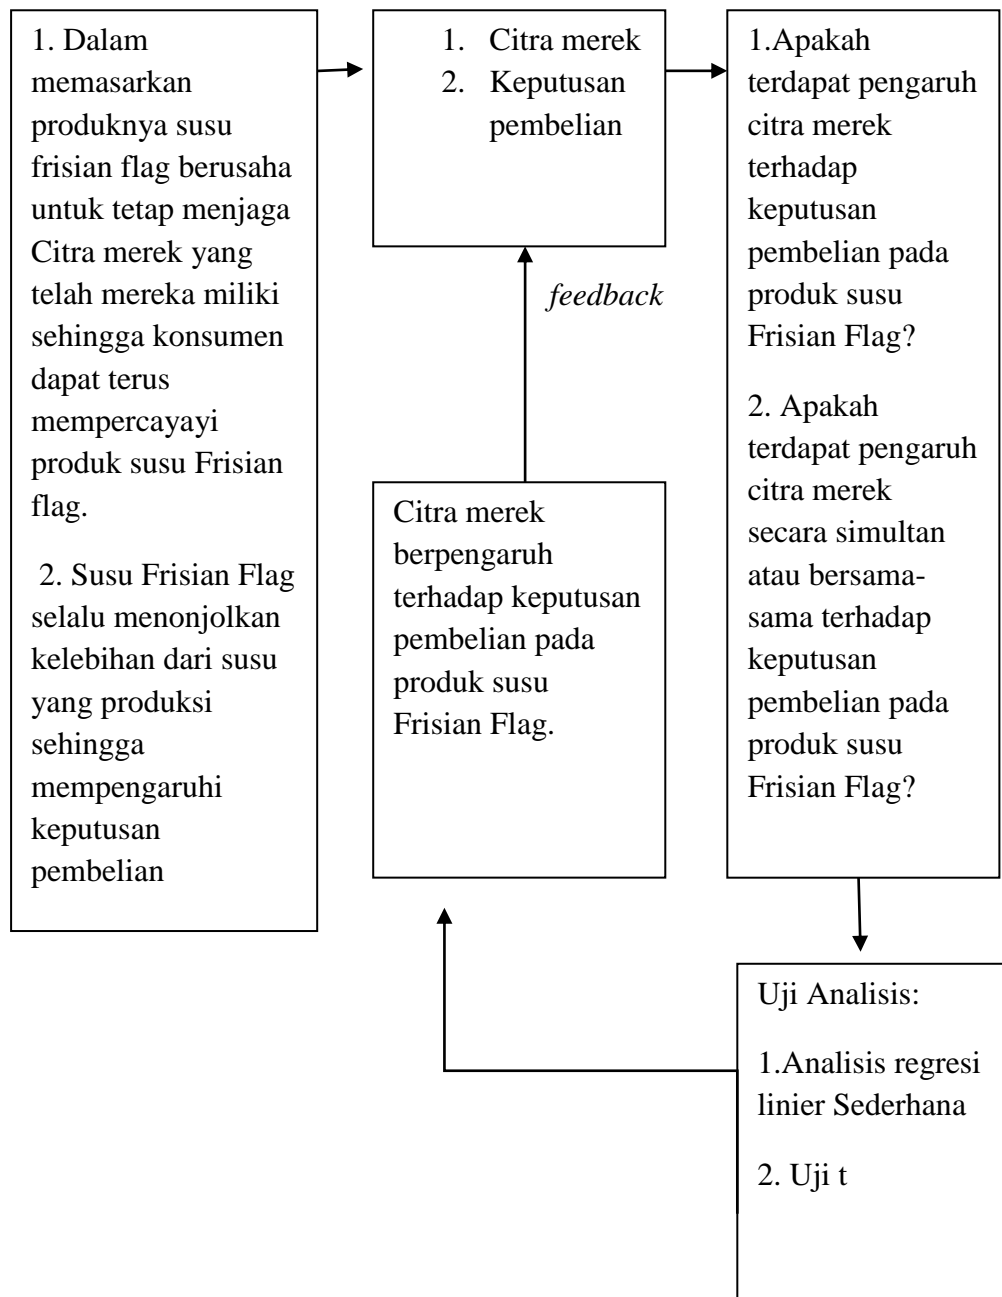 1. Dalam
memasarkan
produknya susu
frisian flag berusaha
untuk tetap menjaga
Citra merek yang
telah mereka miliki
sehingga konsumen
dapat terus
mempercayayi
produk susu Frisian
flag.
2. Susu Frisian Flag
selalu menonjolkan
kelebihan dari susu
yang produksi
sehingga
mempengaruhi
keputusan
pembelian
1. Citra merek
2. Keputusan
pembelian
feedback
Citra merek
berpengaruh
terhadap keputusan
pembelian pada
produk susu
Frisian Flag.
1.Apakah
terdapat pengaruh
citra merek
terhadap
keputusan
pembelian pada
produk susu
Frisian Flag?
2. Apakah
terdapat pengaruh
citra merek
secara simultan
atau bersama-
sama terhadap
keputusan
pembelian pada
produk susu
Frisian Flag?
Uji Analisis:
1.Analisis regresi
linier Sederhana
2. Uji t